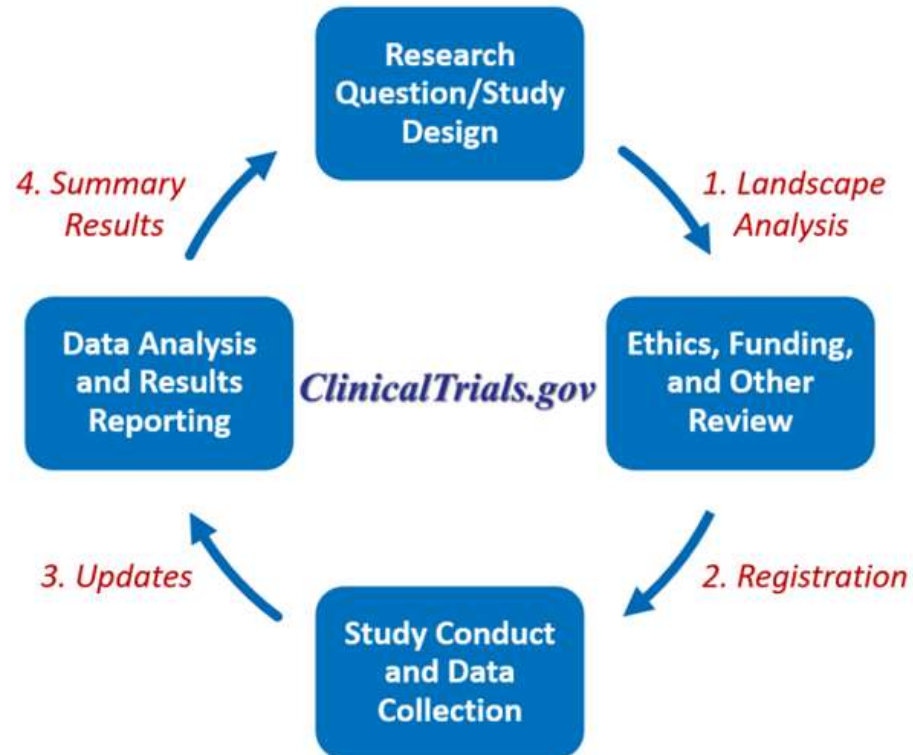 Research
Question/Study
Design
1. Landscape
Analysis
Ethics, Funding,
and Other
Review
2. Registration
Study Conduct
and Data
Collection
3. Updates
Data Analysis
and Results
Reporting
4. Summary
Results
ClinicalTrials.gov